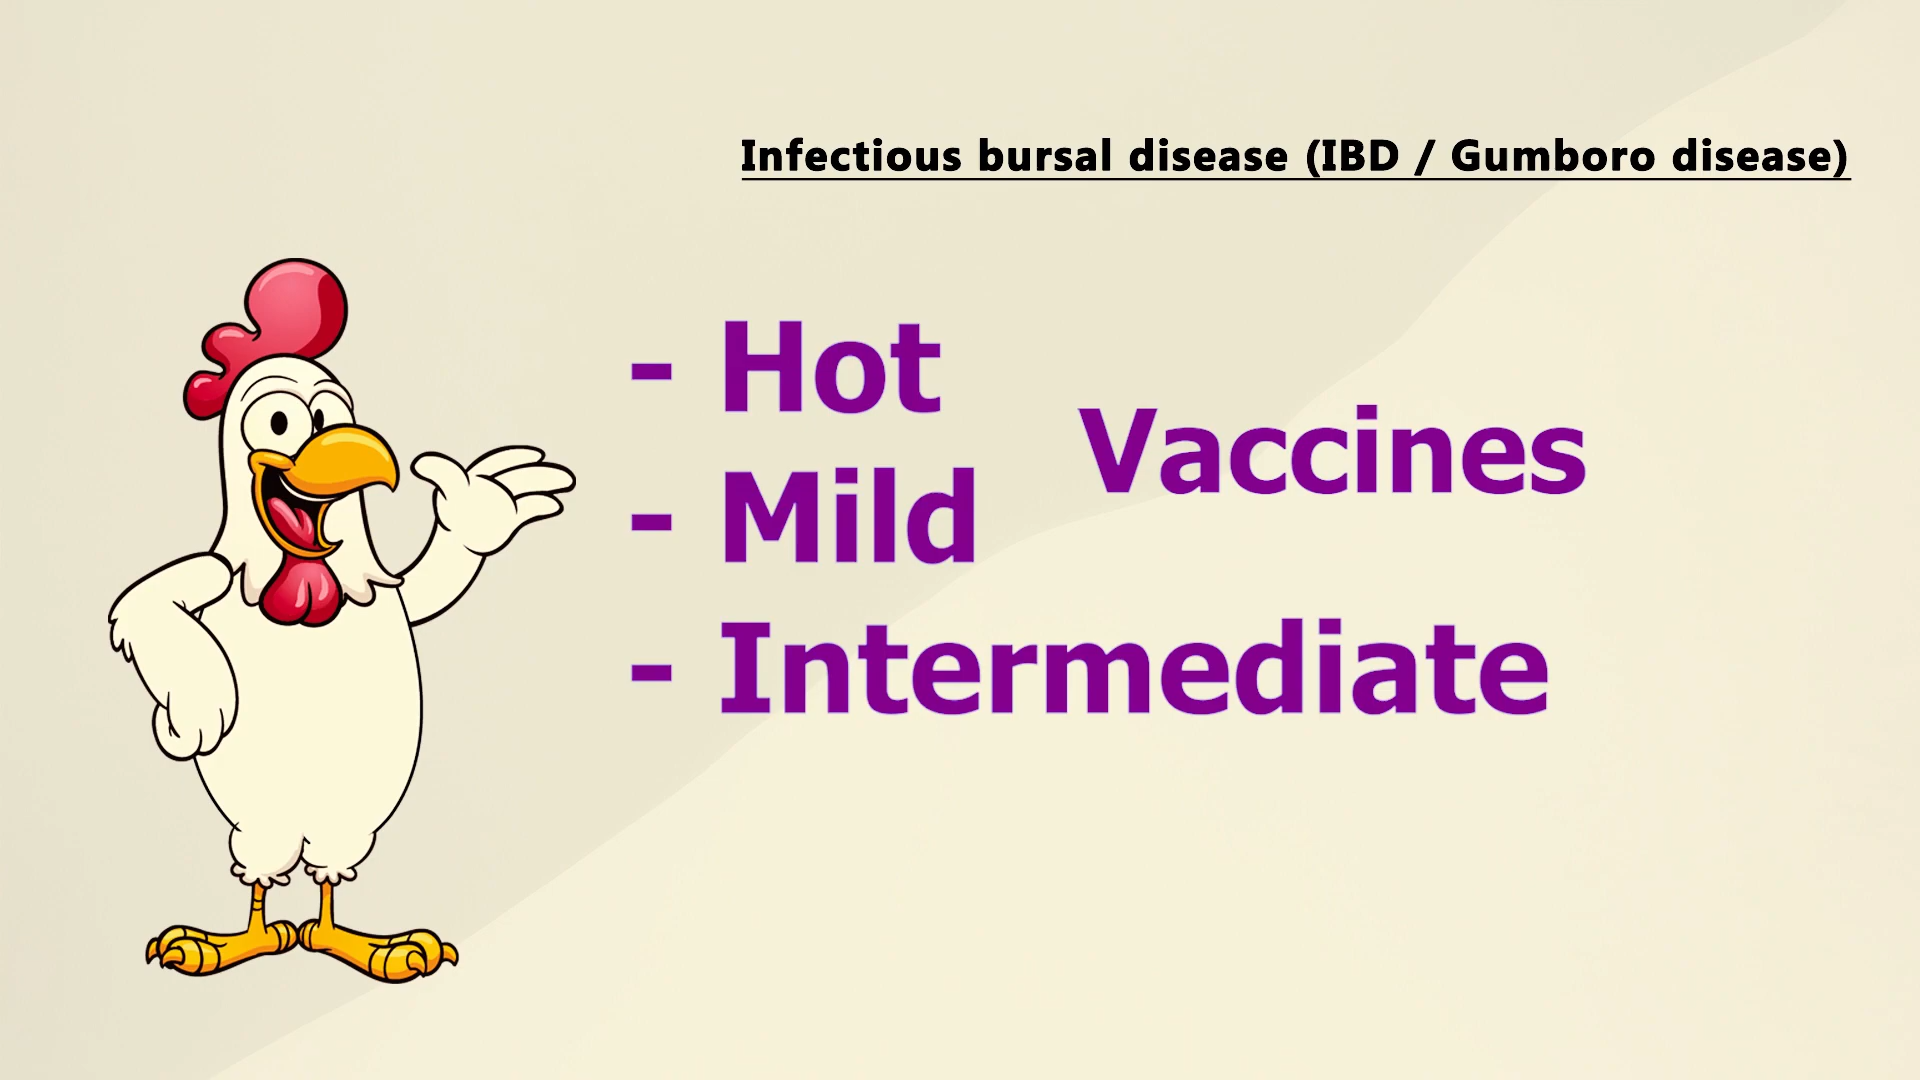 Infectious bursal disease (IBD / Gumboro disease)
- Hot
- Mild
- Intermediate
Vaccines